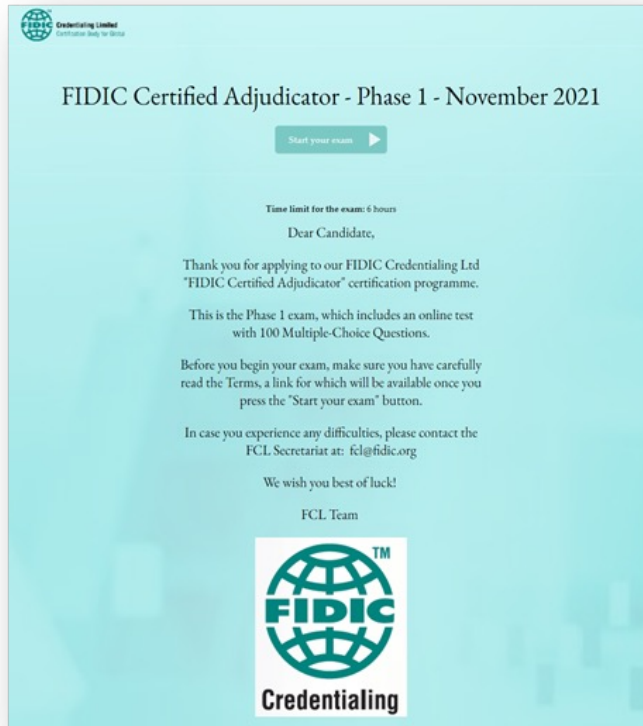 FIDIC
Credentialing Limited
Certification Body for Global
FIDIC Certified Adjudicator - Phase 1 - November 2021
Start your exam
Time limit for the exam: 6 hours
Dear Candidate,
Thank you for applying to our FIDIC Credentialing Ltd
"FIDIC Certified Adjudicator" certification programme.
This is the Phase 1 exam, which includes an online test
with 100 Multiple-Choice Questions.
Before you begin your exam, make sure you have carefully
read the Terms, a link for which will be available once you
press the "Start your exam" button.
In case you experience any difficulties, please contact the
FCL Secretariat at: fcl@fidic.org
We wish you best of luck!
FCL Team
TM
FIDIC
Credentialing